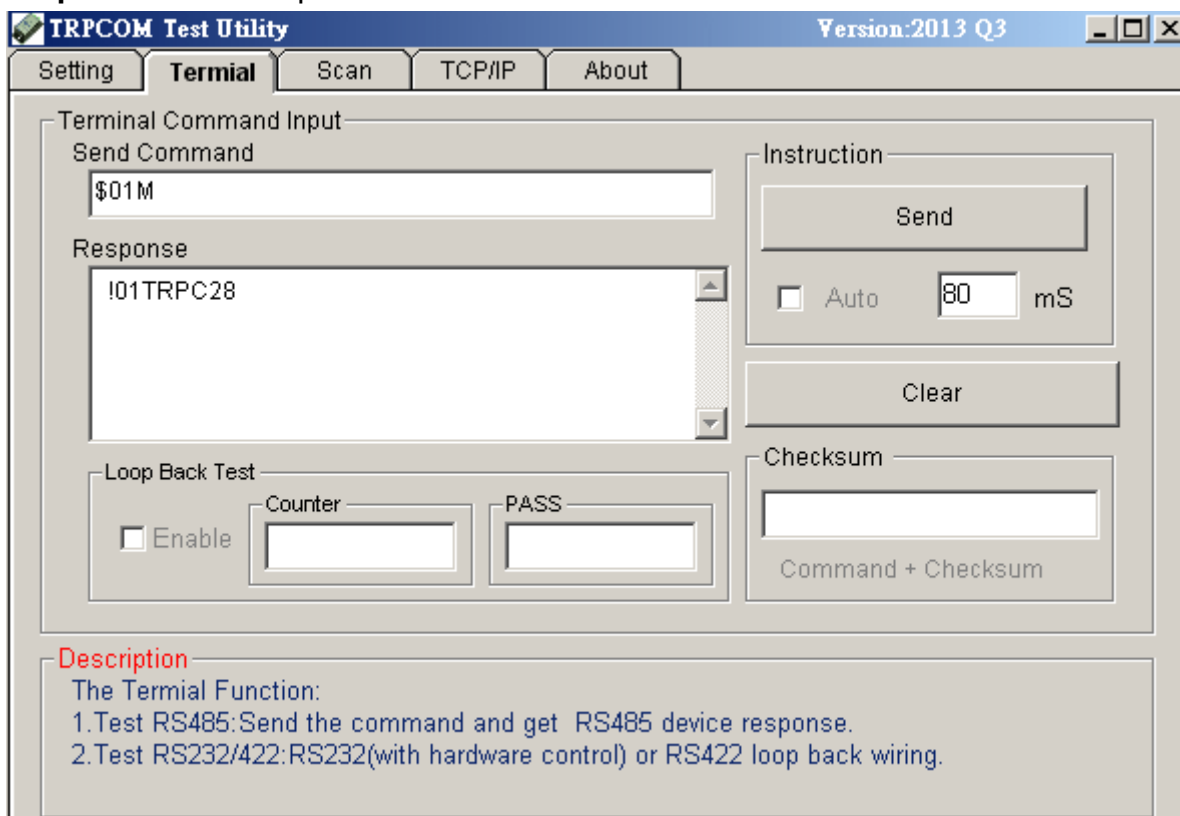 TRPCOM Test Utility Version:2013 Q3
Setting Termial Scan TCP/IP About
Terminal Command Input
Send Command
$01M
Response
!01TRPC28
Instruction
Send
Auto 80 mS
Clear
Loop Back Test
Enable
Counter
PASS
Checksum
Command + Checksum
Description
The Termial Function:
1.Test RS485:Send the command and get RS485 device response.
2.Test RS232/422:RS232(with hardware control) or RS422 loop back wiring.